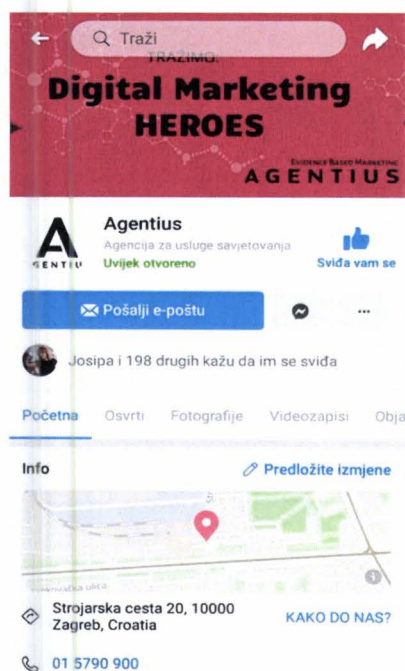 Traži
TRAŽIMO:
Digital Marketing
HEROES
EVIDENCE BASED MARKETING
AGENTIUS
A
GENTIU
Agentius
Agencija za usluge savjetovanja
Uvijek otvoreno
Sviđa vam se
Pošalji e-poštu
Josipa i 198 drugih kažu da im se sviđa
Početna Osvrti Fotografije Videozapisi Obja
Info
Predložite izmjene
Strojarska cesta 20, 10000
Zagreb, Croatia
KAKO DO NAS?
01 5790 900